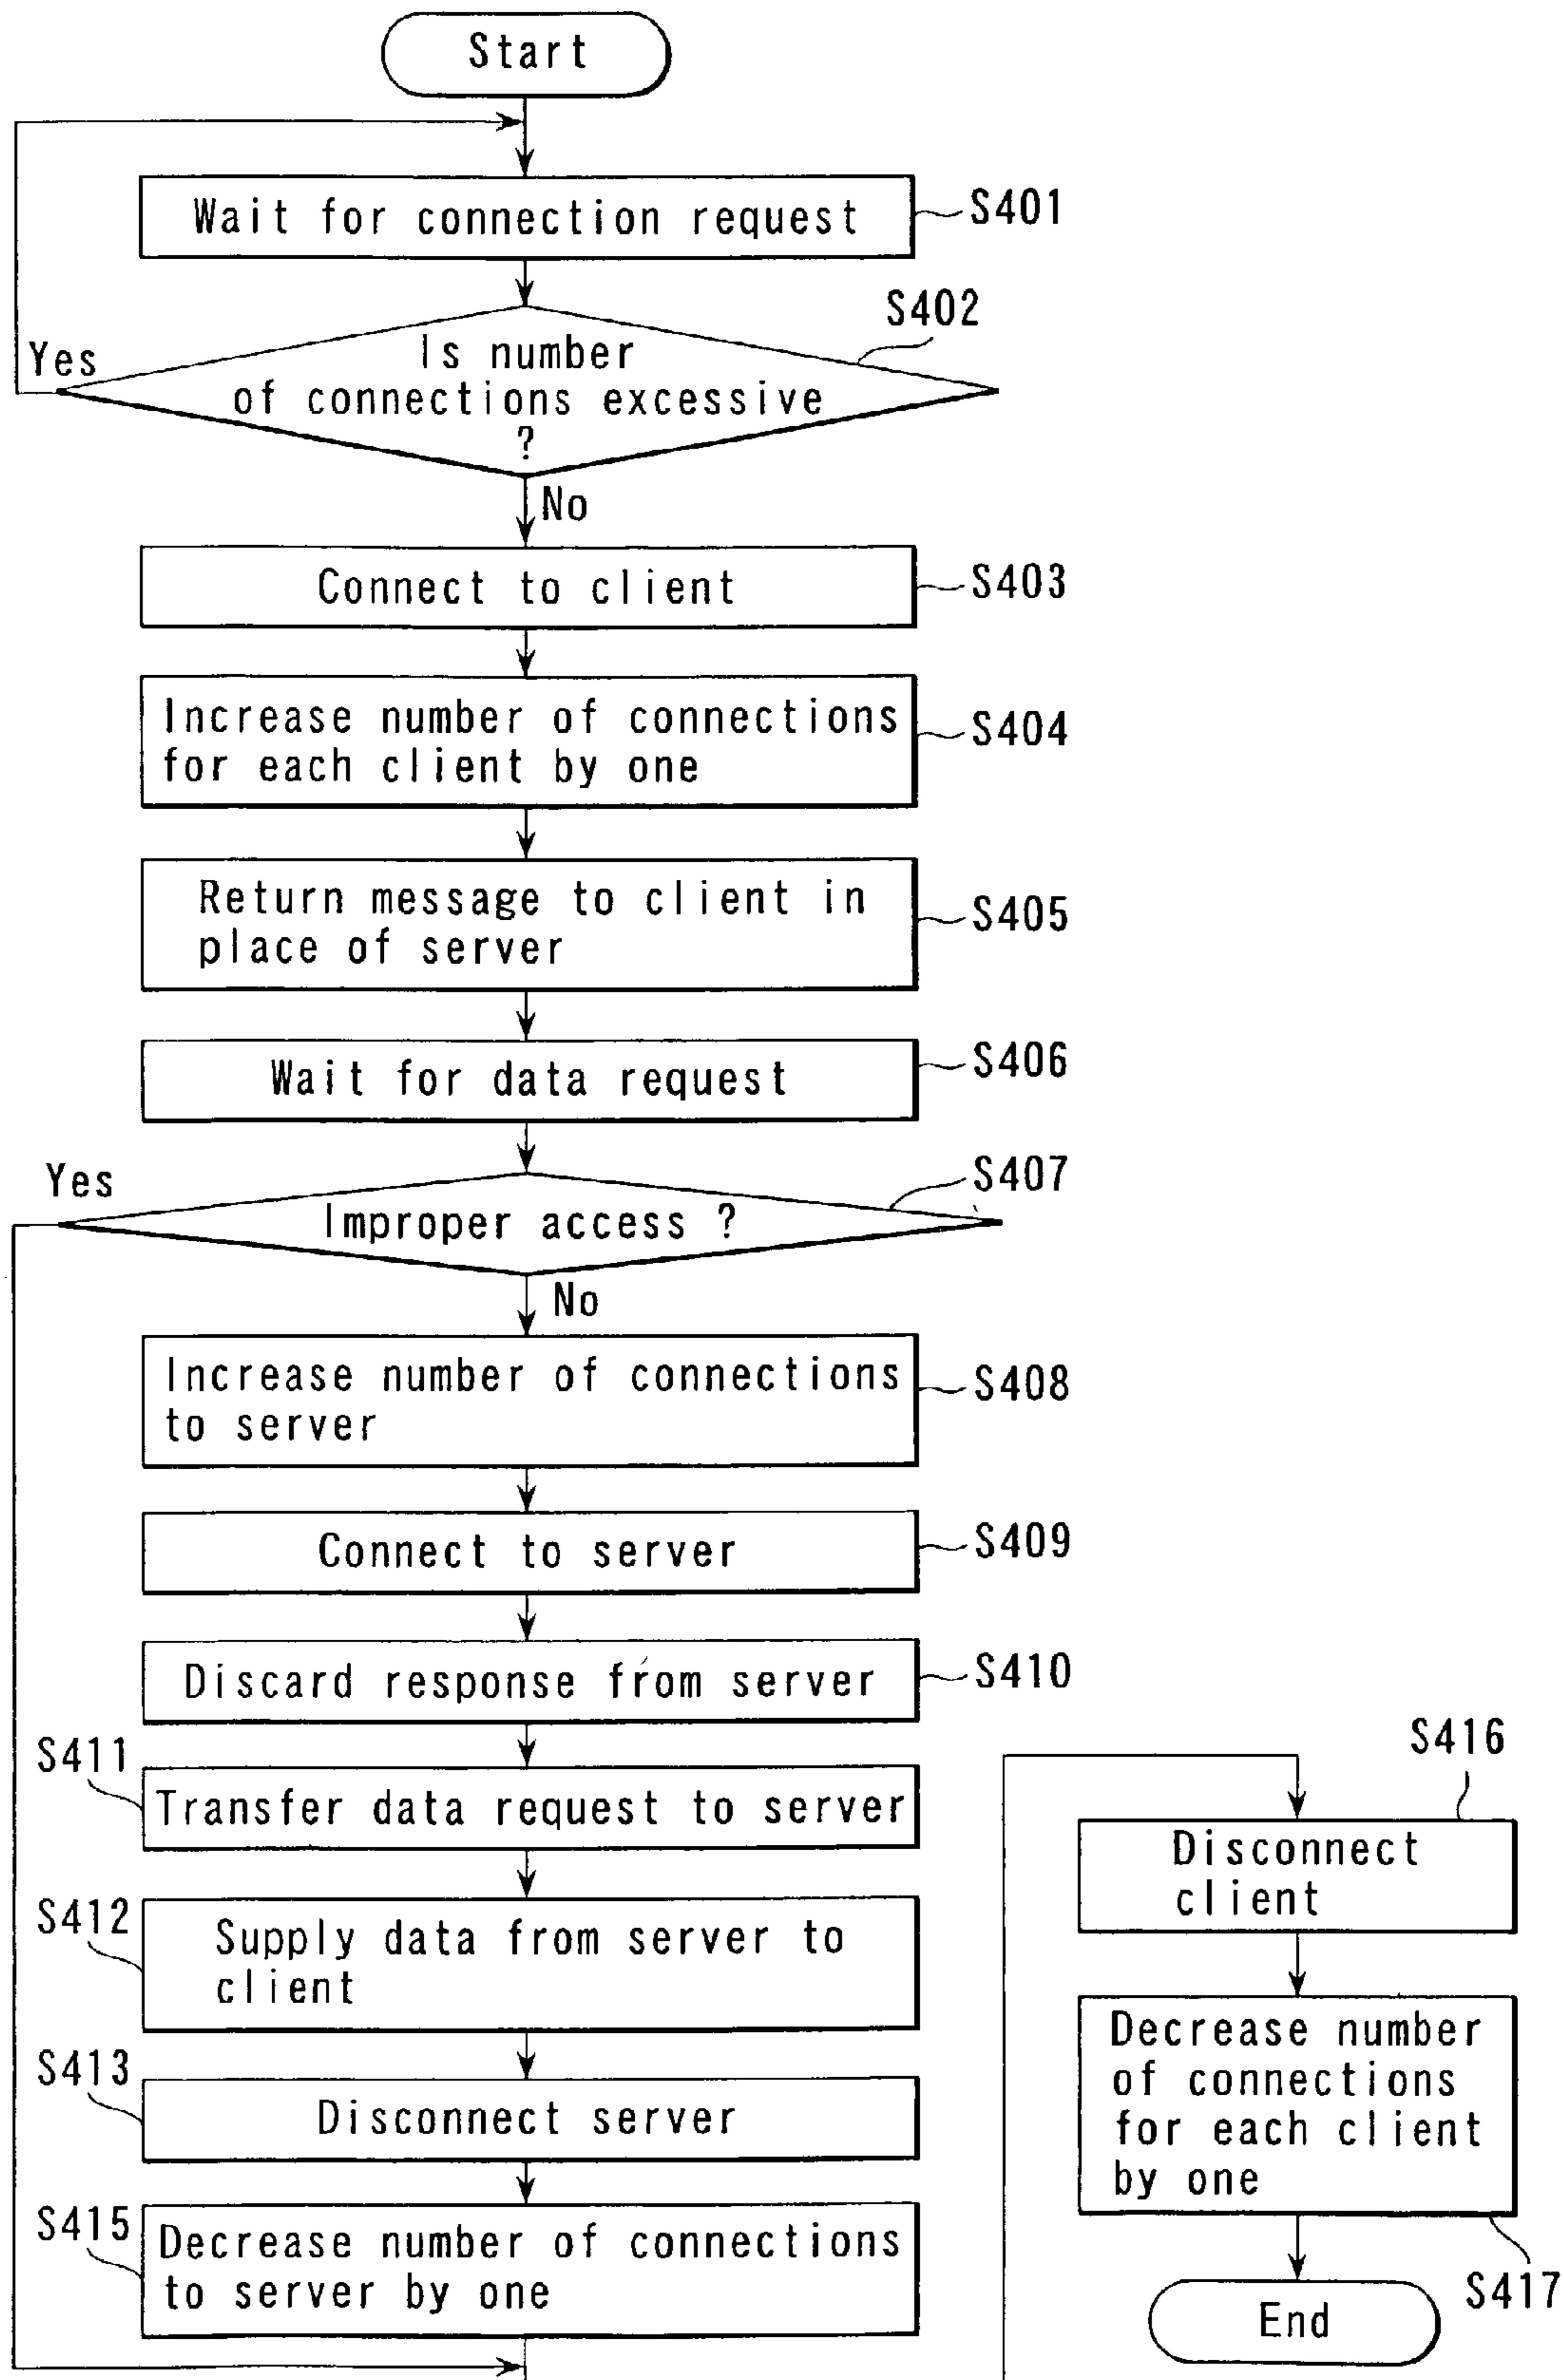 Start
Wait for connection request
S401
S402
Yes
Is number
of connections excessive
?
No
Connect to client
S403
Increase number of connections
for each client by one
S404
Return message to client in
place of server
S405
Wait for data request
S406
Yes
S407
Improper access ?
No
Increase number of connections
to server
S408
Connect to server
S409
Discard response from server
S410
S411
Transfer data request to server
S412
Supply data from server to
client
S413
Disconnect server
S415
Decrease number of connections
to server by one
S416
Disconnect
client
Decrease number
of connections
for each client
by one
S417
End